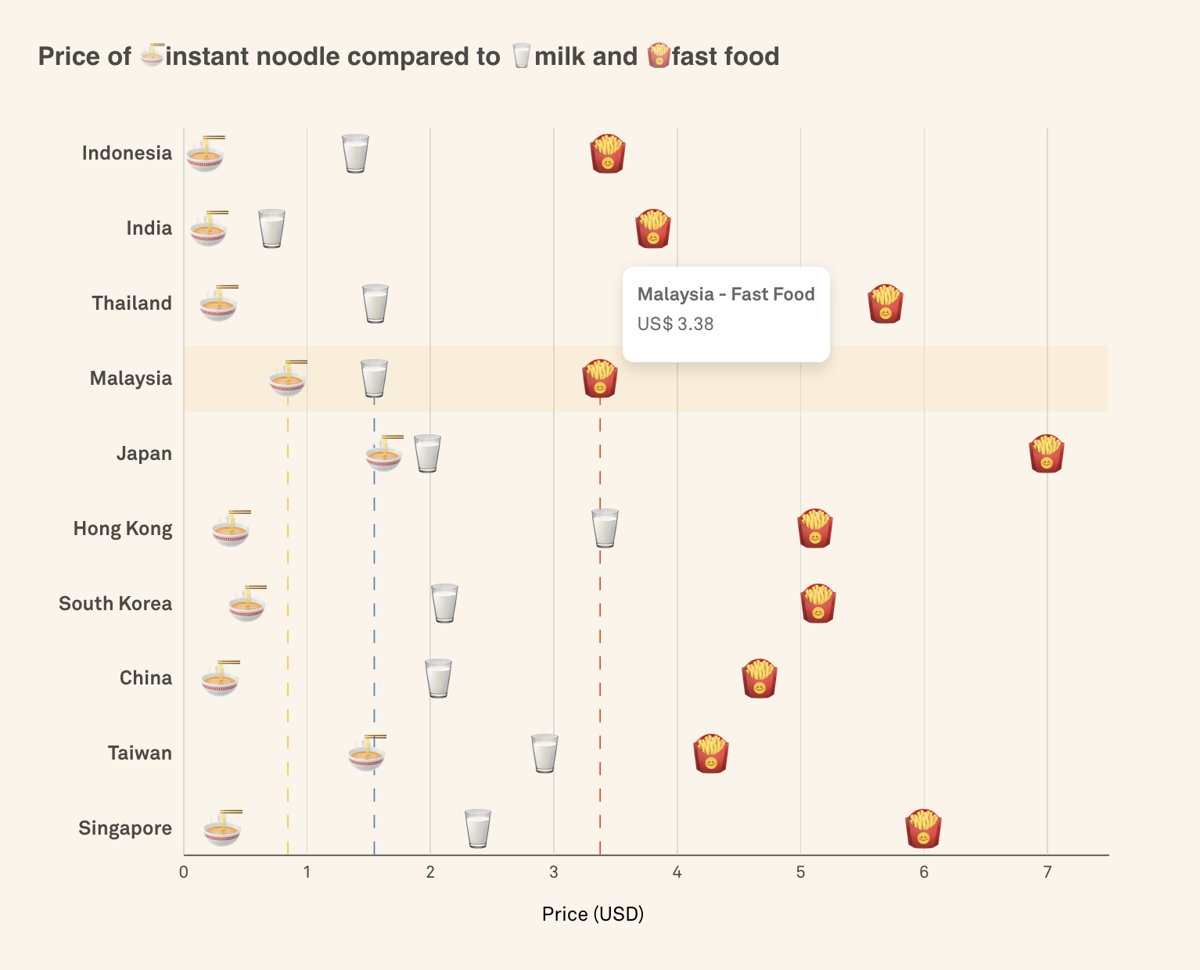 Price of instant noodle compared to milk and fast food
Indonesia
India
Thailand
Malaysia - Fast Food
US$ 3.38
Malaysia
Japan
Hong Kong
South Korea
China
Taiwan
Singapore
0 1 2 3 4 5 6 7
Price (USD)